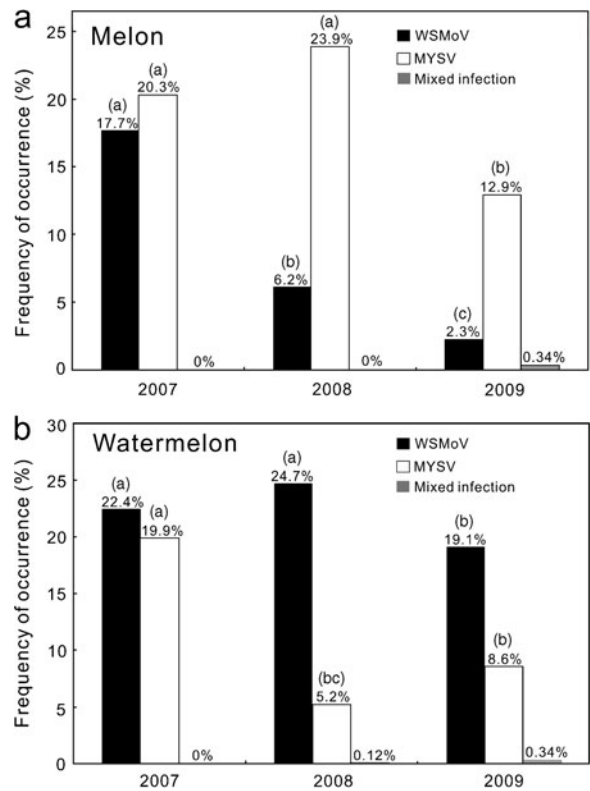 a
Melon
WSMoV
MYSV
Mixed infection
Frequency of occurrence (%)
25
20
15
10
5
0
(a)
17.7%
(a)
20.3%
0%
(b)
6.2%
(a)
23.9%
0%
(c)
2.3%
(b)
12.9%
0.34%
2007 2008 2009
b
Watermelon
WSMoV
MYSV
Mixed infection
Frequency of occurrence (%)
30
25
20
15
10
5
0
(a)
22.4%
(a)
19.9%
0%
(a)
24.7%
(bc)
5.2%
0.12%
(b)
19.1%
(b)
8.6%
0.34%
2007 2008 2009